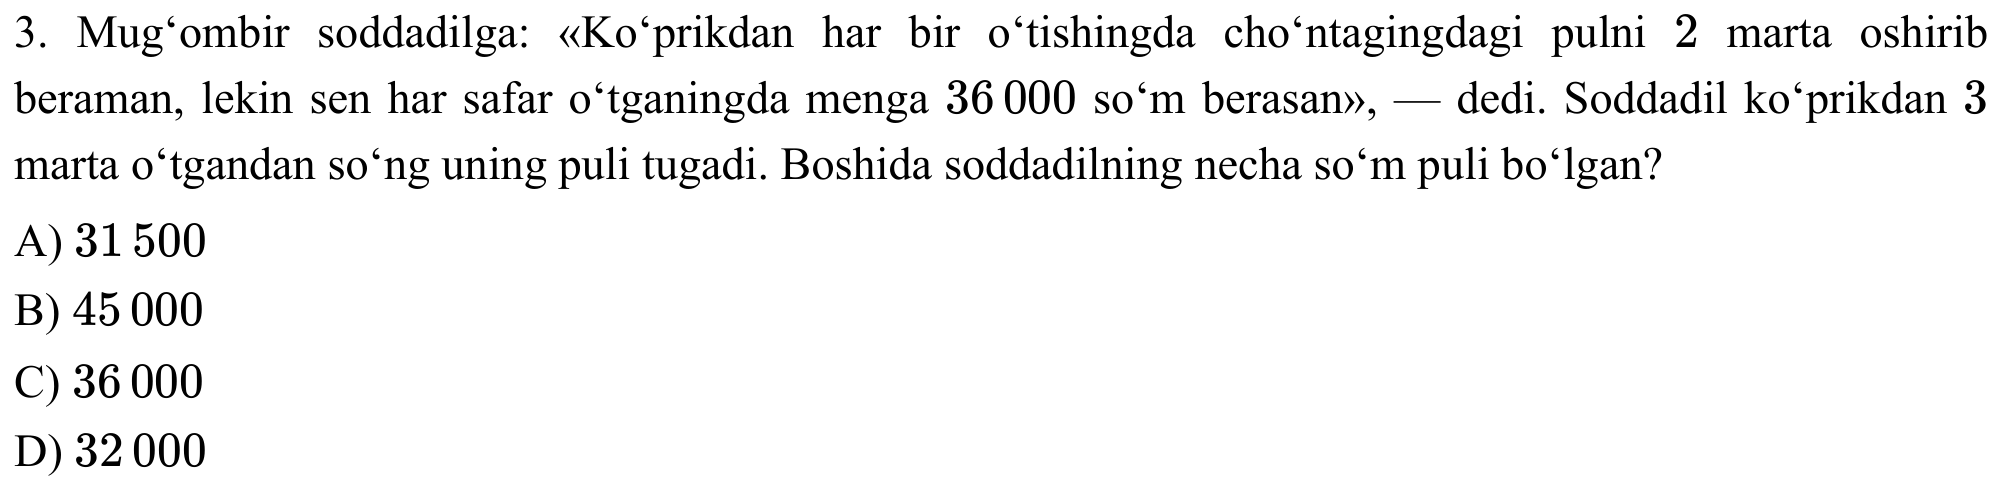 3. Mug‘ombir soddadilga: «Ko‘prikdan har bir o‘tishingda cho‘ntagingdagi pulni 2 marta oshirib
beraman, lekin sen har safar o‘tganingda menga 36 000 so‘m berasan», — dedi. Soddadil ko‘prikdan 3
marta o‘tgandan so‘ng uning puli tugadi. Boshida soddadilning necha so‘m puli bo‘lgan?
A) 31 500
B) 45 000
C) 36 000
D) 32 000